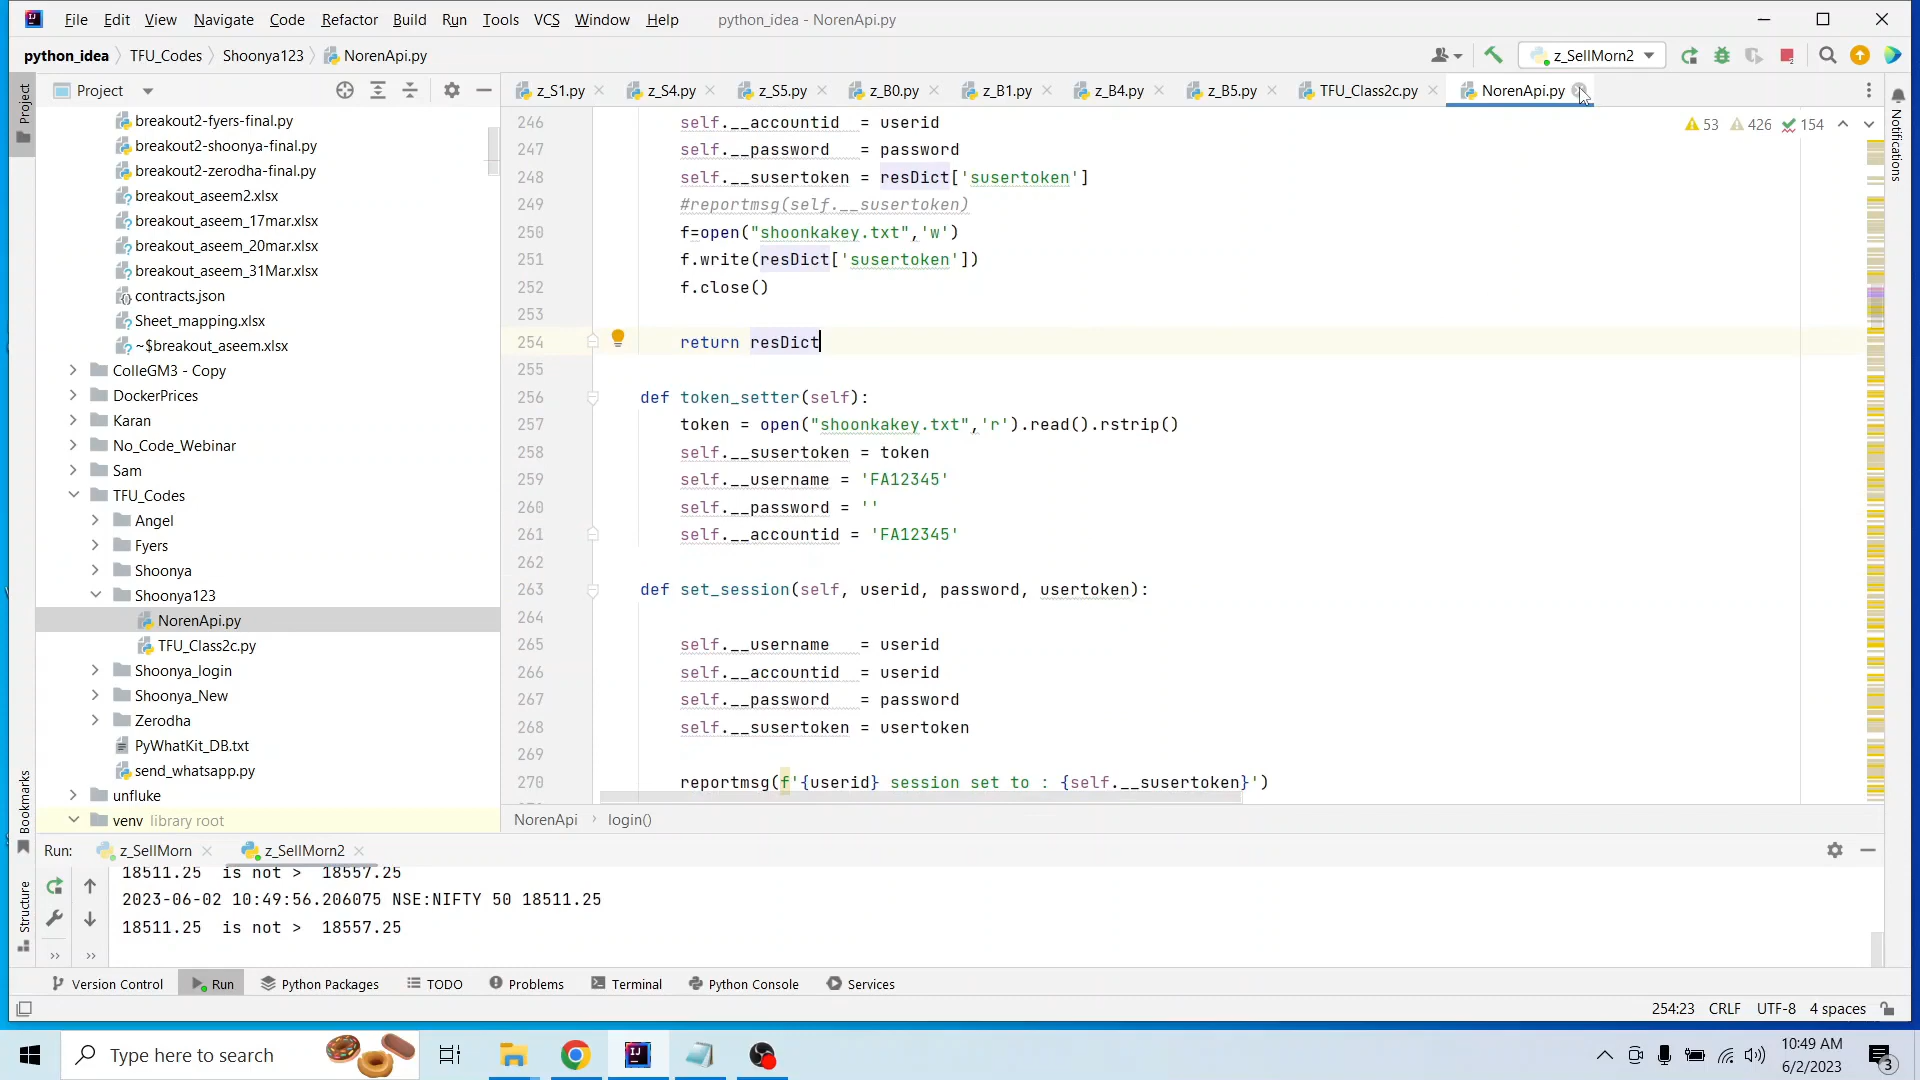 File Edit View Navigate Code Refactor Build Run Tools VCS Window Help python_idea - NorenApi.py
python_idea TFU_Codes Shoonya123 NorenApi.py z_SellMorn2
Project
z_S1.py z_S4.py z_S5.py z_B0.py z_B1.py z_B4.py z_B5.py TFU_Class2c.py NorenApi.py
53 426 154
Project
Notifications
Bookmarks
Structure
breakout2-fyers-final.py
breakout2-shoonya-final.py
breakout2-zerodha-final.py
breakout_aseem2.xlsx
breakout_aseem_17mar.xlsx
breakout_aseem_20mar.xlsx
breakout_aseem_31Mar.xlsx
contracts.json
Sheet_mapping.xlsx
~$breakout_aseem.xlsx
ColleGM3 - Copy
DockerPrices
Karan
No_Code_Webinar
Sam
TFU_Codes
Angel
Fyers
Shoonya
Shoonya123
NorenApi.py
TFU_Class2c.py
Shoonya_login
Shoonya_New
Zerodha
PyWhatKit_DB.txt
send_whatsapp.py
unfluke
venv library root
246 self.__accountid = userid
247 self.__password = password
248 self.__susertoken = resDict['susertoken']
249 #reportmsg(self.__susertoken)
250 f=open("shoonkakey.txt",'w')
251 f.write(resDict['susertoken'])
252 f.close()
253
254 return resDict
255
256 def token_setter(self):
257 token = open("shoonkakey.txt",'r').read().rstrip()
258 self.__susertoken = token
259 self.__username = 'FA12345'
260 self.__password = ''
261 self.__accountid = 'FA12345'
262
263 def set_session(self, userid, password, usertoken):
264
265 self.__username = userid
266 self.__accountid = userid
267 self.__password = password
268 self.__susertoken = usertoken
269
270 reportmsg(f'{userid} session set to : {self.__susertoken}')
NorenApi login()
Run: z_SellMorn z_SellMorn2
18511.25 is not > 18557.25
2023-06-02 10:49:56.206075 NSE:NIFTY 50 18511.25
18511.25 is not > 18557.25
Version Control Run Python Packages TODO Problems Terminal Python Console Services
254:23 CRLF UTF-8 4 spaces
Type here to search
10:49 AM
6/2/2023
3